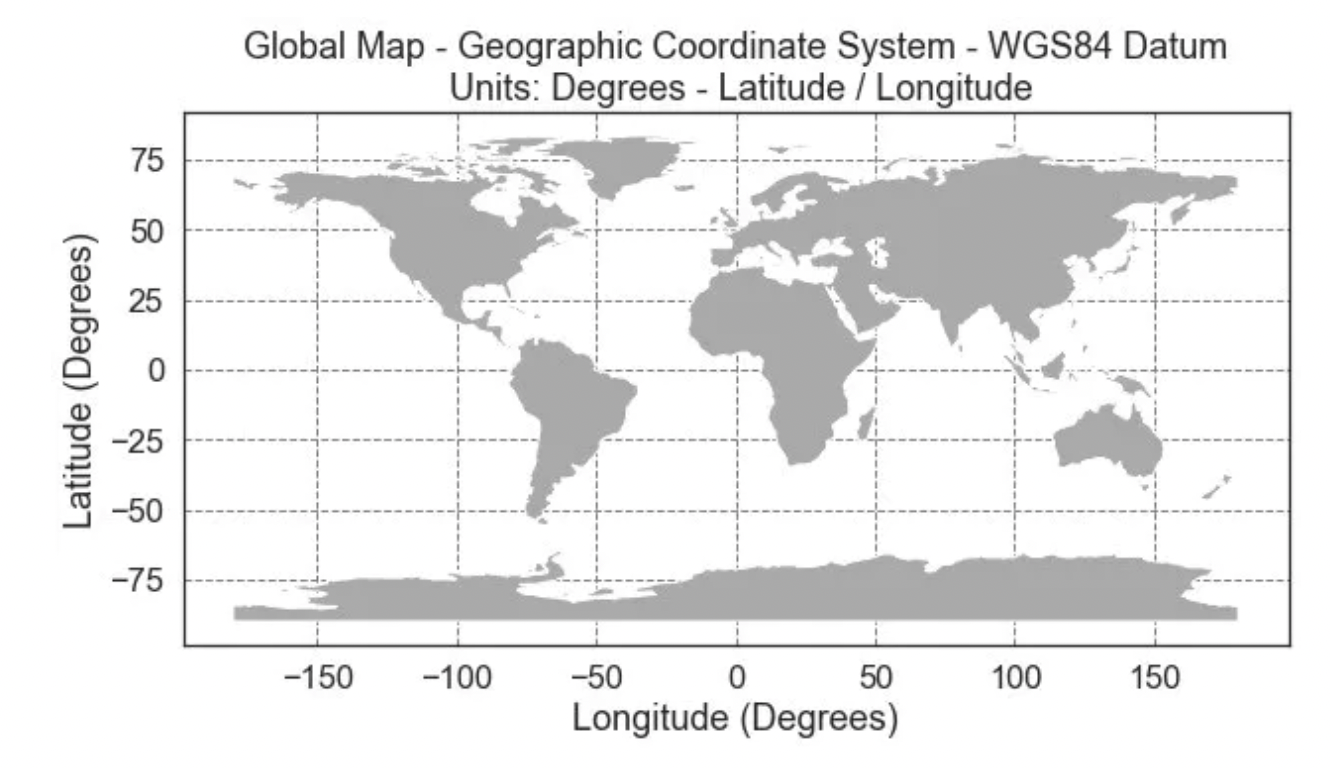 Global Map - Geographic Coordinate System - WGS84 Datum
Units: Degrees - Latitude / Longitude
Latitude (Degrees)
75
50
25
0
−25
−50
−75
−150 −100 −50 0 50 100 150
Longitude (Degrees)